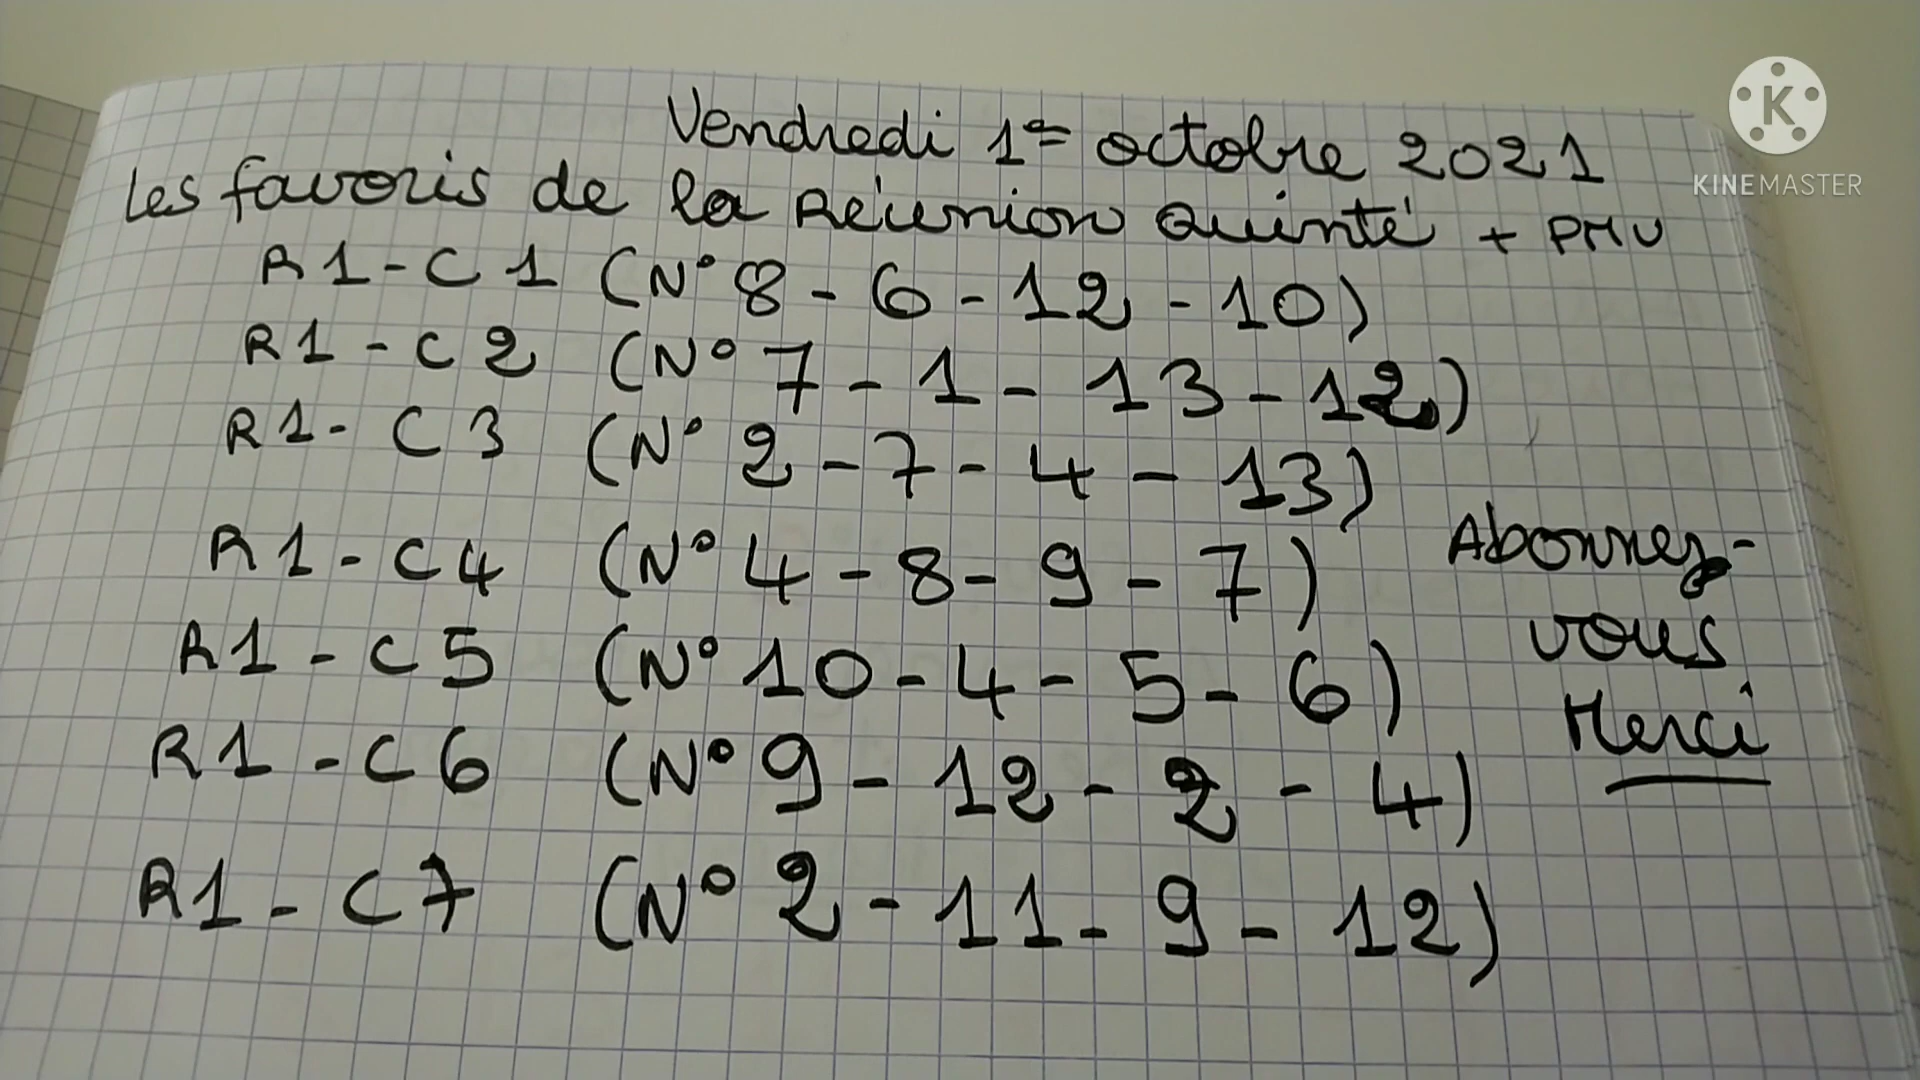 Vendredi 1er octobre 2021
Les favoris de la Réunion Quinté + PMU
R1-C1 (N° 8 - 6 - 12 - 10)
R1 - C2 (N° 7 - 1 - 13 - 12)
R1 - C3 (N° 2 - 7 - 4 - 13)
R1 - C4 (N° 4 - 8 - 9 - 7)
R1 - C5 (N° 10 - 4 - 5 - 6)
R1 - C6 (N° 9 - 12 - 2 - 4)
R1 - C7 (N° 2 - 11 - 9 - 12)
Abonnez-
vous
Merci
K
KINEMASTER